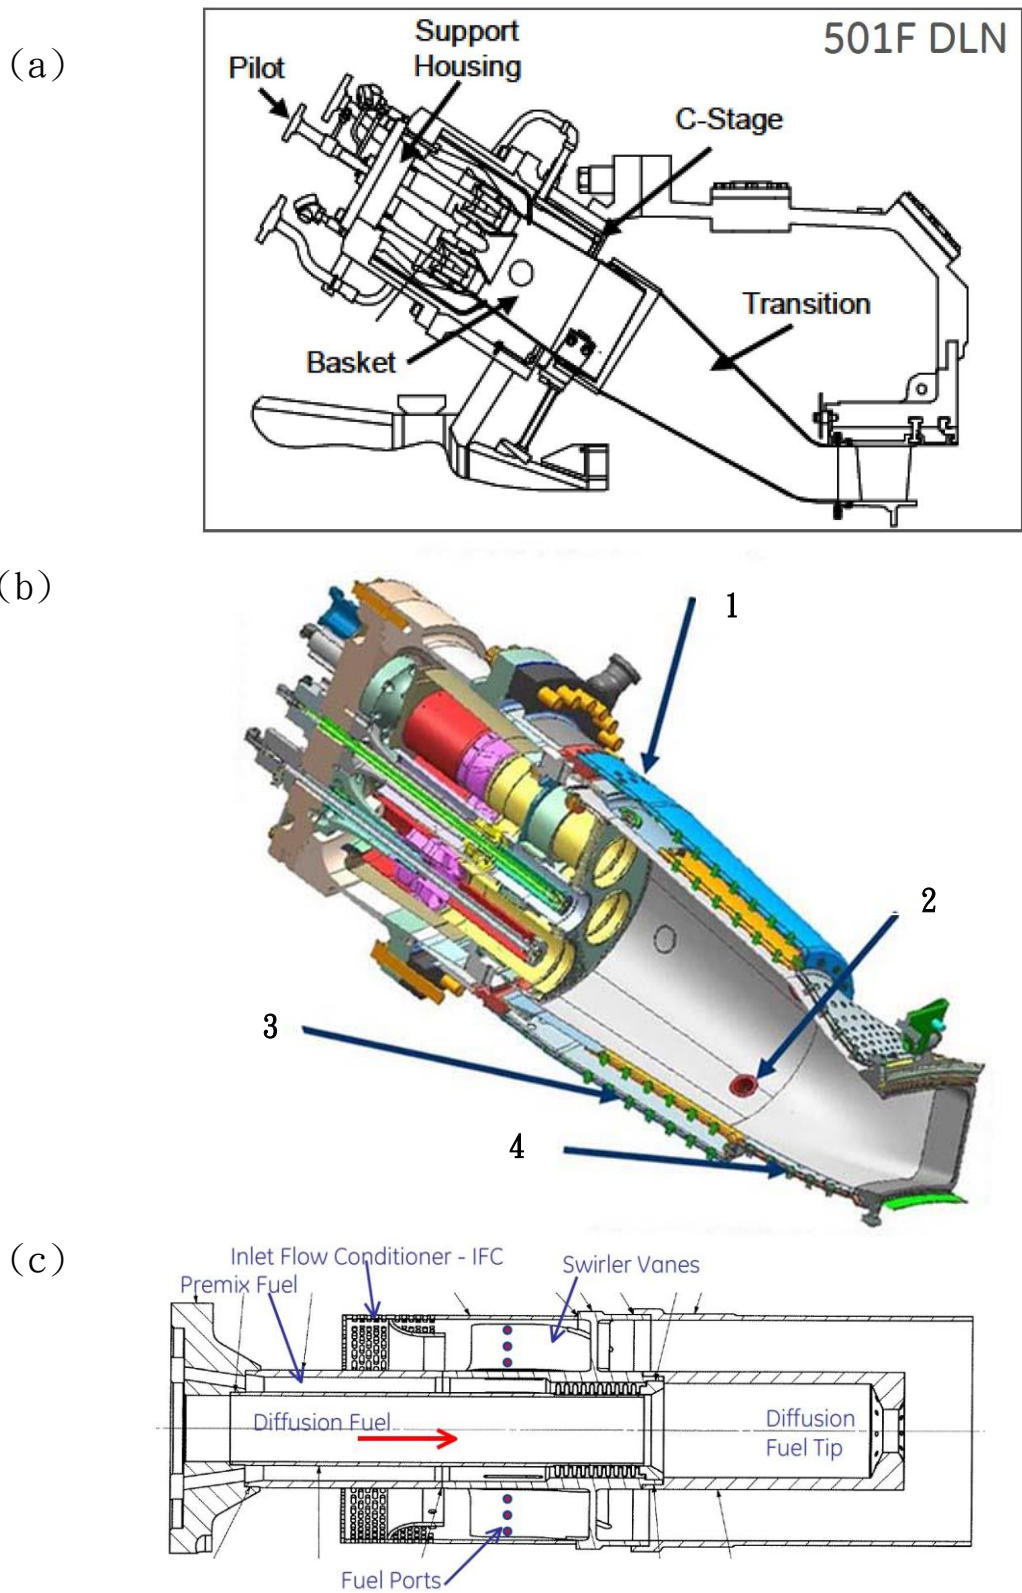 (a)
501F DLN
Support
Housing
Pilot
C-Stage
Transition
Basket
(b)
1
2
3
4
(c)
Inlet Flow Conditioner - IFC
Premix Fuel
Swirler Vanes
Diffusion Fuel
Diffusion
Fuel Tip
Fuel Ports